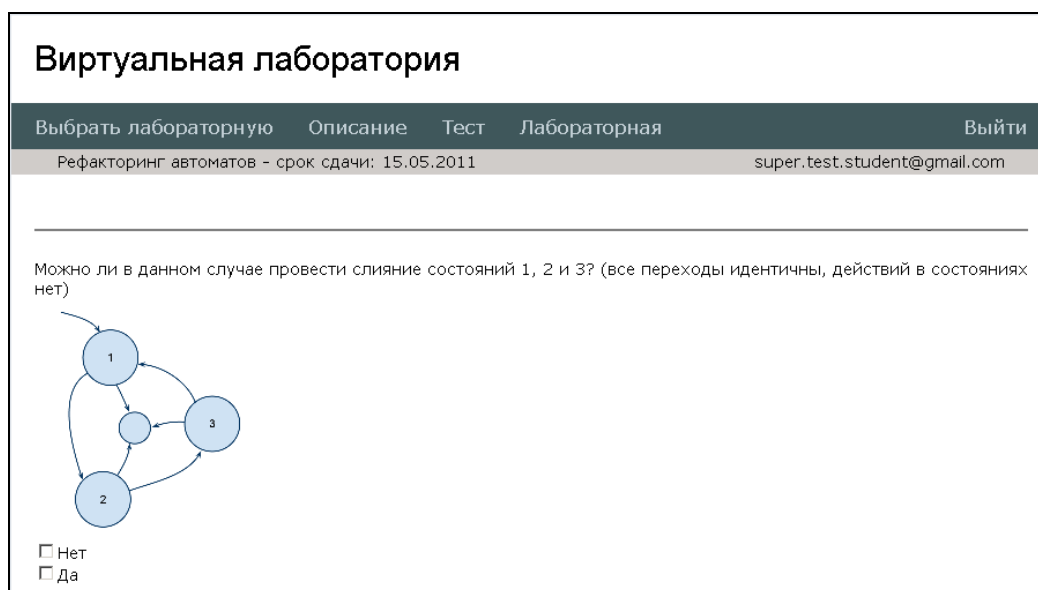 Виртуальная лаборатория
Выбрать лабораторную Описание Тест Лабораторная Выйти
Рефакторинг автоматов - срок сдачи: 15.05.2011 super.test.student@gmail.com
Можно ли в данном случае провести слияние состояний 1, 2 и 3? (все переходы идентичны, действий в состояниях
нет)
1
3
2
Нет
Да